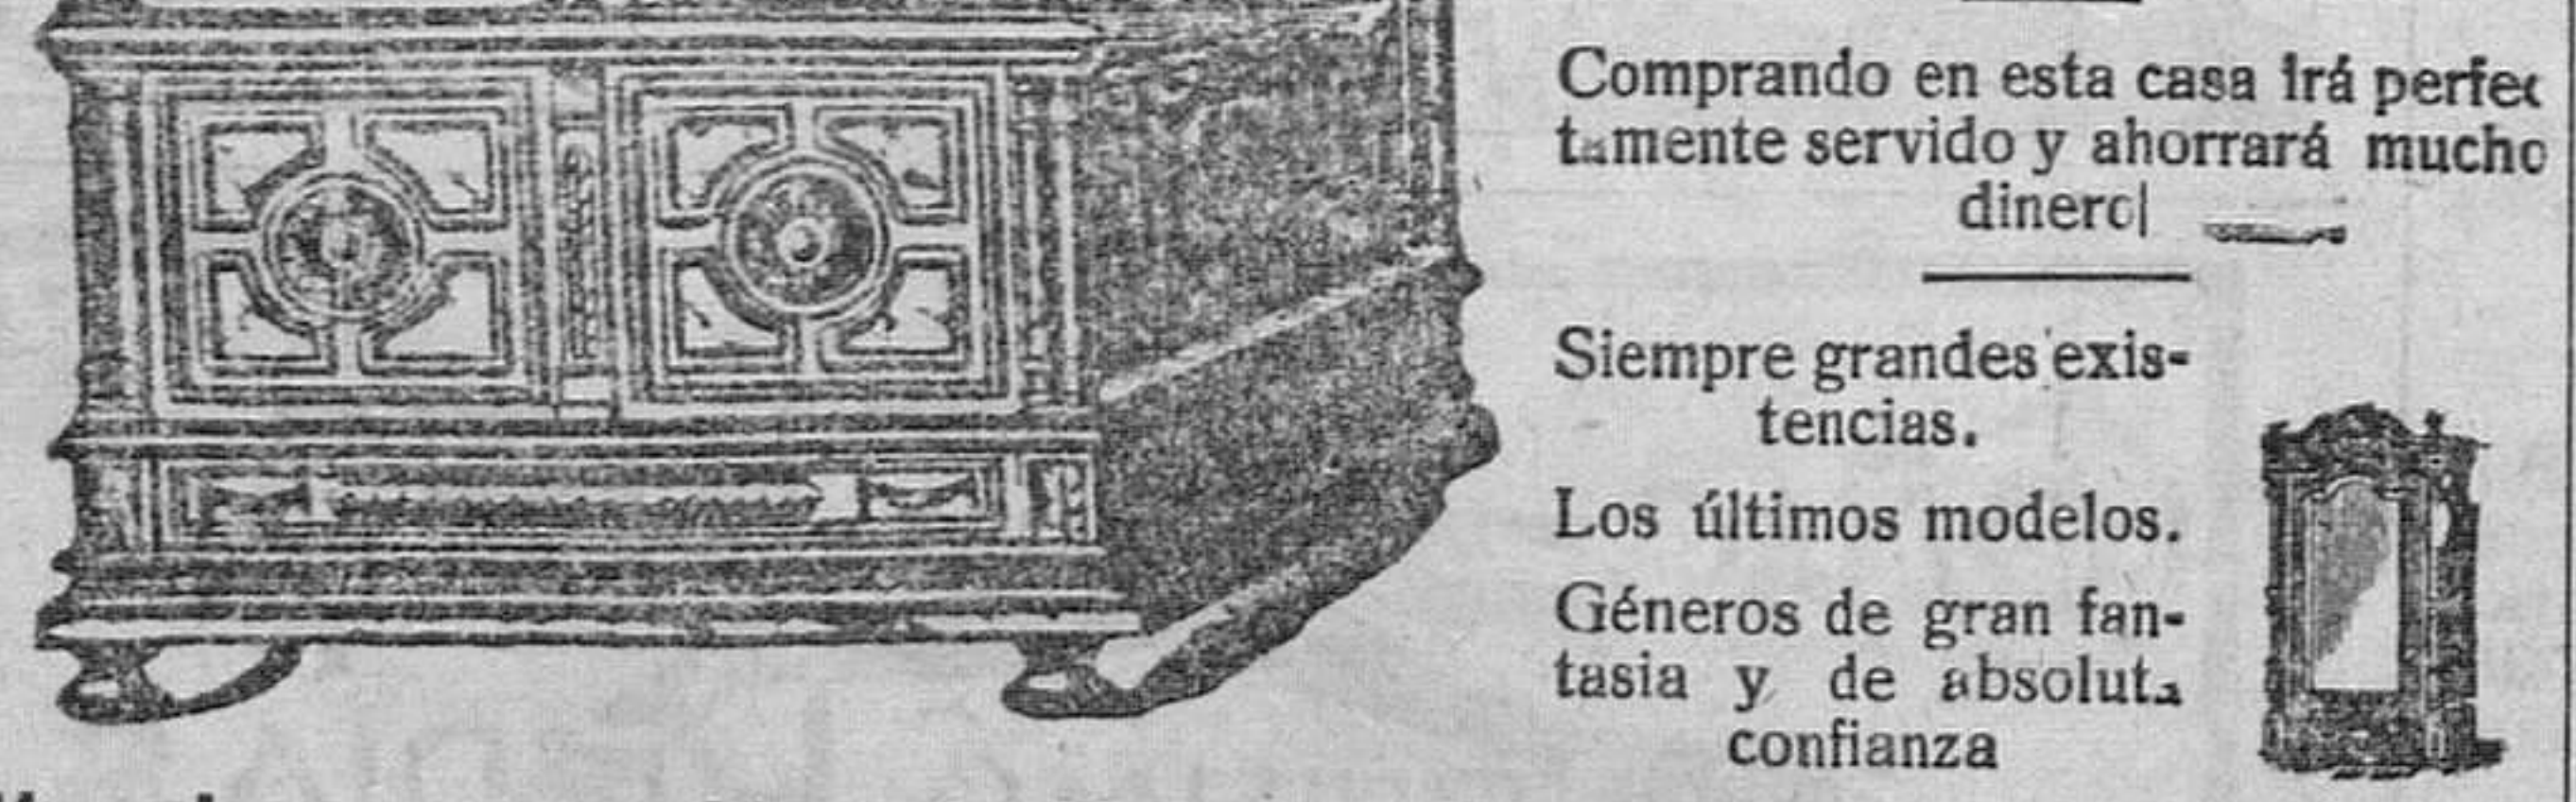 Comprando en esta casa irá perfec
tamente servido y ahorrará mucho
dinero
Siempre grandes exis-
tencias.
Los últimos modelos.
Géneros de gran fan-
tasia y de absoluta
confianza